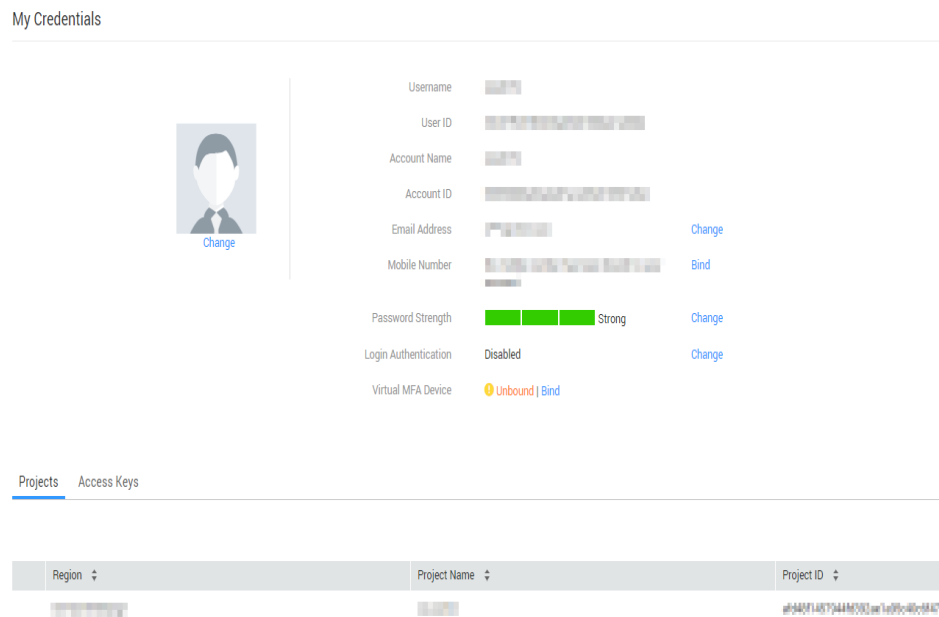 My Credentials
Username
User ID
Account Name
Account ID
Change
Email Address Change
Mobile Number Bind
Password Strength Strong Change
Login Authentication Disabled Change
Virtual MFA Device Unbound | Bind
Projects Access Keys
Region Project Name Project ID